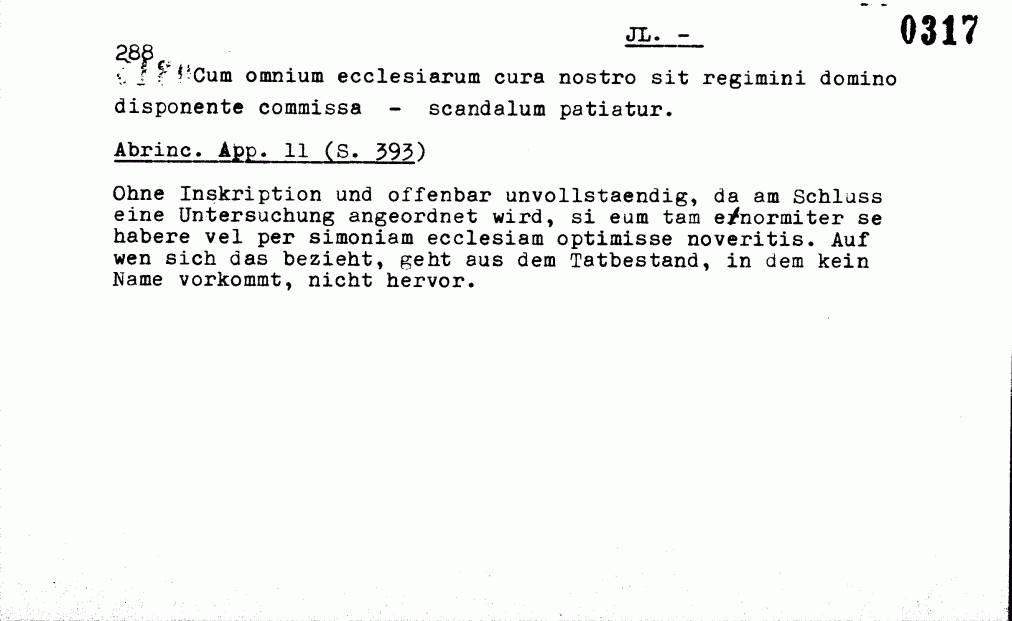 JL. - 0317
288
Cum omnium ecclesiarum cura nostro sit regimini domino
disponente commissa - scandalum patiatur.
Abrinc. App. 11 (S. 393)
Ohne Inskription und offenbar unvollstaendig, da am Schluss
eine Untersuchung angeordnet wird, si eum tam enormiter se
habere vel per simoniam ecclesiam optimisse noveritis. Auf
wen sich das bezieht, geht aus dem Tatbestand, in dem kein
Name vorkommt, nicht hervor.